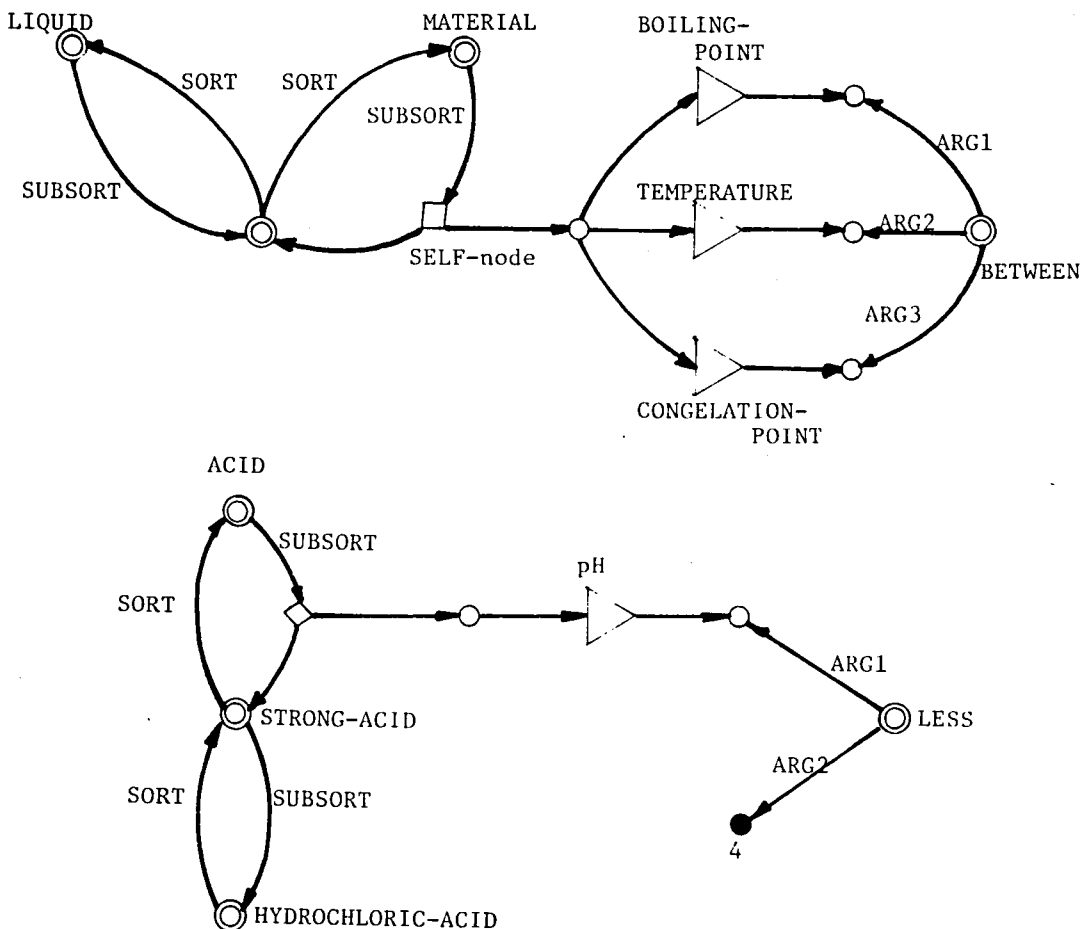 LIQUID
MATERIAL
BOILING-
POINT
SORT
SORT
SUBSORT
ARG1
SUBSORT
TEMPERATURE
ARG2
SELF-node
BETWEEN
ARG3
CONGELATION-
POINT
ACID
SUBSORT
pH
SORT
ARG1
STRONG-ACID
LESS
ARG2
SORT
SUBSORT
4
HYDROCHLORIC-ACID